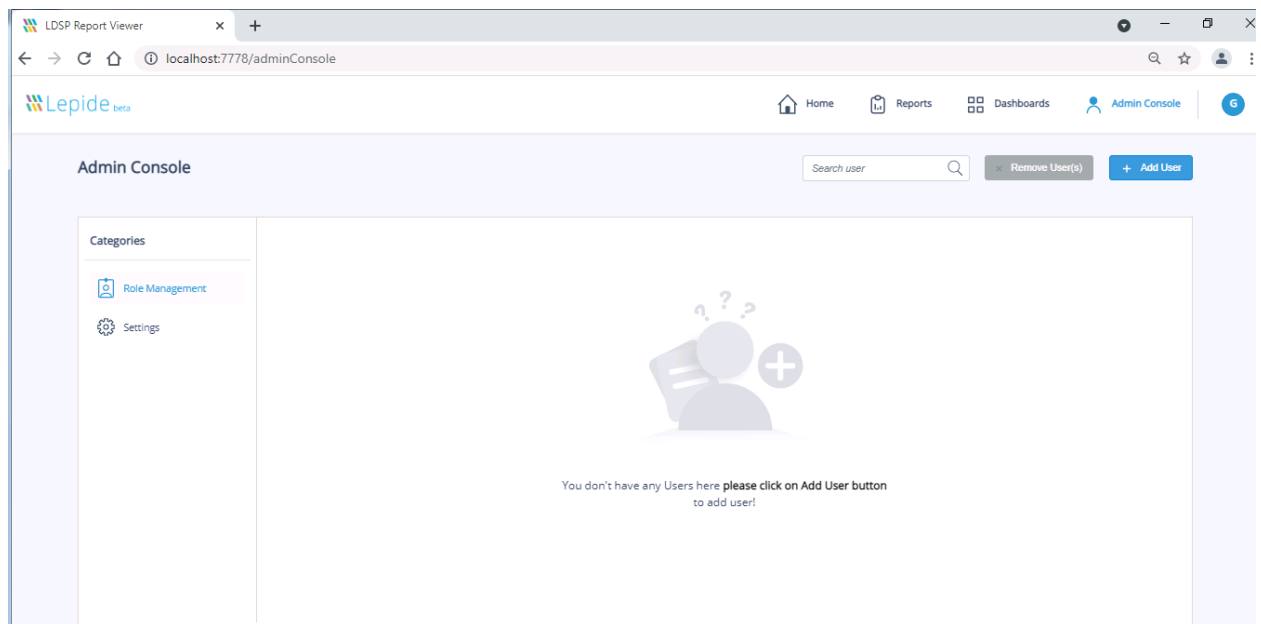 LDSP Report Viewer
localhost:7778/adminConsole
Lepide beta
Home
Reports
Dashboards
Admin Console
G
Admin Console
Search user
× Remove User(s)
+ Add User
Categories
Role Management
Settings
? ? ?
You don't have any Users here please click on Add User button
to add user!